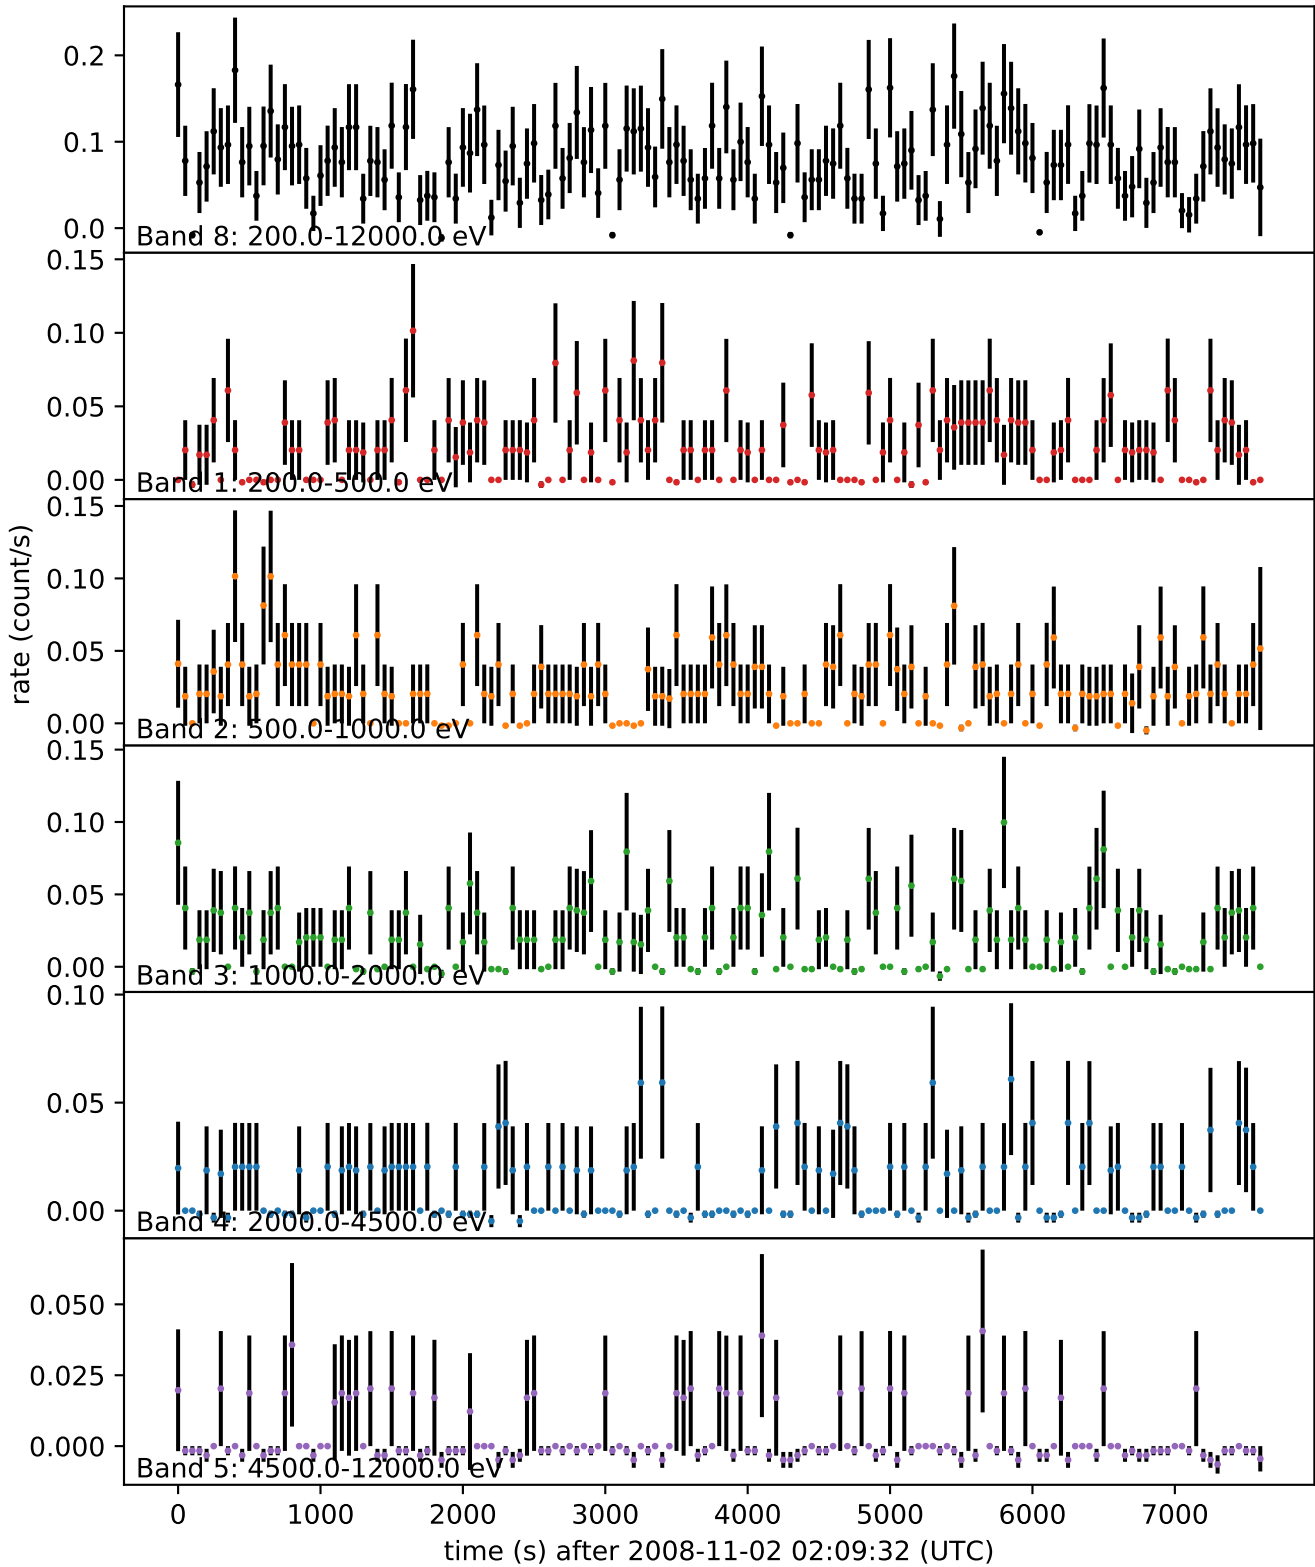 0.2
0.1
0.0
Band 8: 200.0-12000.0 eV
0.15
0.10
0.05
0.00
Band 1: 200.0-500.0 eV
0.15
0.10
0.05
0.00
Band 2: 500.0-1000.0 eV
rate (count/s)
0.15
0.10
0.05
0.00
Band 3: 1000.0-2000.0 eV
0.10
0.05
0.00
Band 4: 2000.0-4500.0 eV
0.050
0.025
0.000
Band 5: 4500.0-12000.0 eV
0 1000 2000 3000 4000 5000 6000 7000
time (s) after 2008-11-02 02:09:32 (UTC)